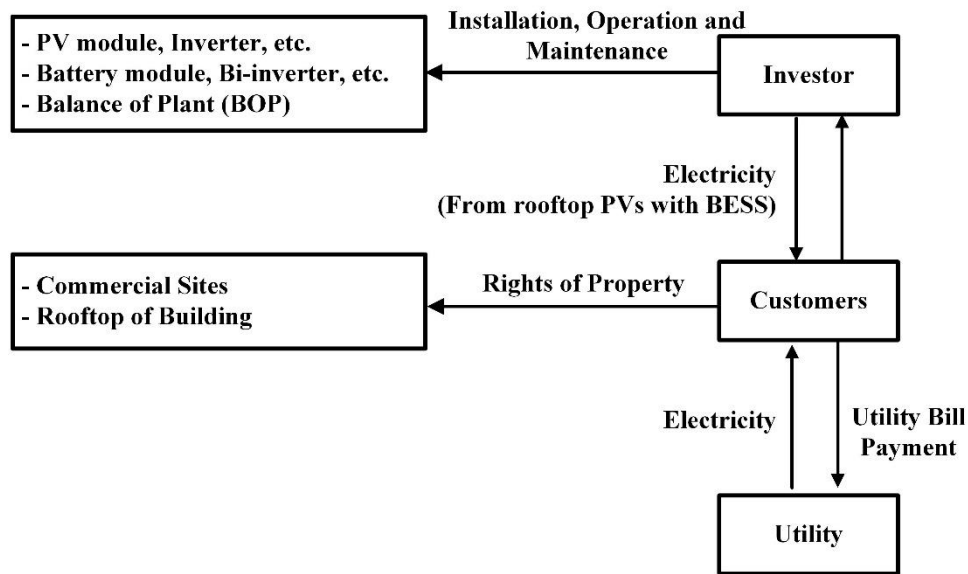 Installation, Operation and
Maintenance
- PV module, Inverter, etc.
- Battery module, Bi-inverter, etc.
- Balance of Plant (BOP)
Investor
Electricity
(From rooftop PVs with BESS)
- Commercial Sites
- Rooftop of Building
Rights of Property
Customers
Electricity
Utility Bill
Payment
Utility